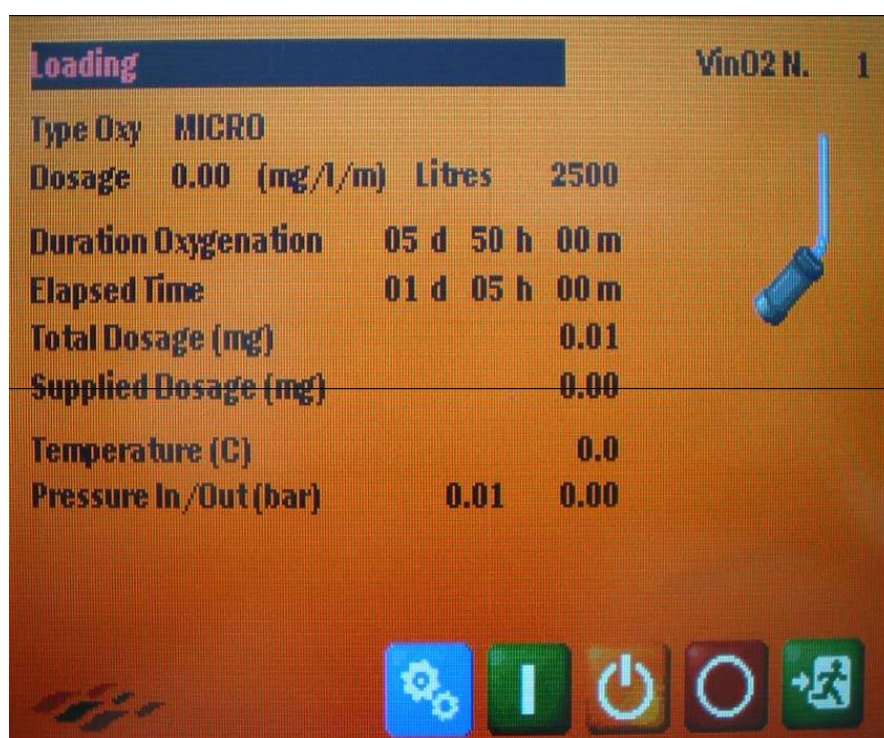 Loading VinO2 N. 1
Type Oxy MICRO
Dosage 0.00 (mg/l/m) Litres 2500
Duration Oxygenation 05 d 50 h 00 m
Elapsed Time 01 d 05 h 00 m
Total Dosage (mg) 0.01
Supplied Dosage (mg) 0.00
Temperature (C) 0.0
Pressure In/Out (bar) 0.01 0.00